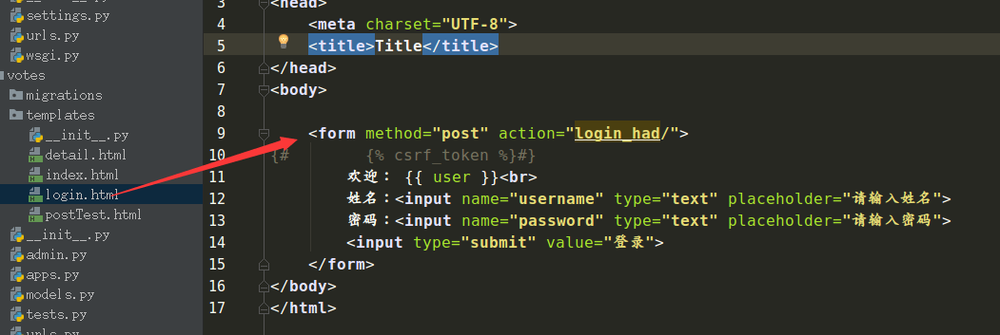 settings.py
urls.py
wsgi.py
votes
migrations
templates
__init__.py
detail.html
index.html
login.html
postTest.html
__init__.py
admin.py
apps.py
models.py
tests.py
urls.py
3 <head>
4 <meta charset="UTF-8">
5 <title>Title</title>
6 </head>
7 <body>
8
9 <form method="post" action="login_had/">
10 {# {% csrf_token %}#}
11 欢迎： {{ user }}<br>
12 姓名：<input name="username" type="text" placeholder="请输入姓名">
13 密码：<input name="password" type="text" placeholder="请输入密码">
14 <input type="submit" value="登录">
15 </form>
16 </body>
17 </html>